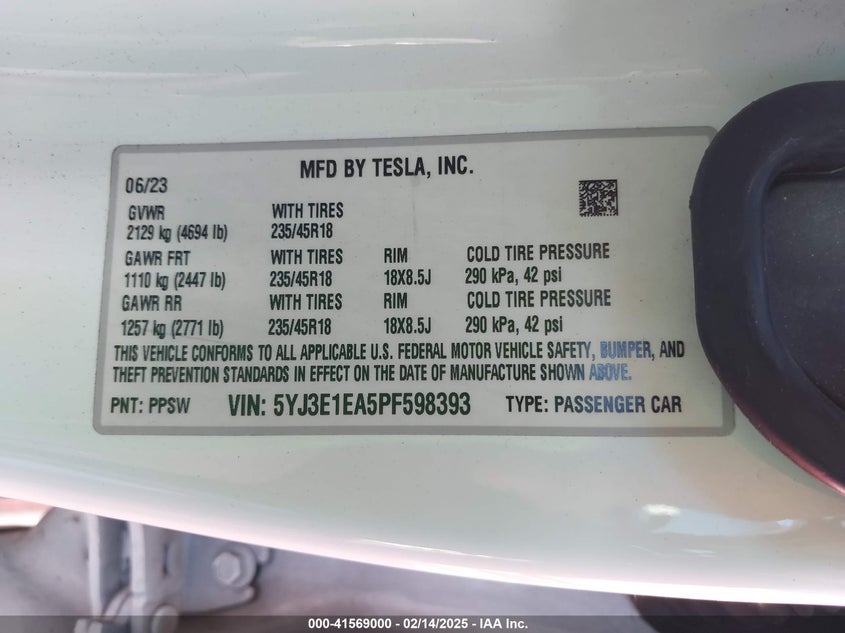 MFD BY TESLA, INC.
06/23
GVWR WITH TIRES
2129 kg (4694 lb) 235/45R18
GAWR FRT WITH TIRES RIM COLD TIRE PRESSURE
1110 kg (2447 lb) 235/45R18 18X8.5J 290 kPa, 42 psi
GAWR RR WITH TIRES RIM COLD TIRE PRESSURE
1257 kg (2771 lb) 235/45R18 18X8.5J 290 kPa, 42 psi
THIS VEHICLE CONFORMS TO ALL APPLICABLE U.S. FEDERAL MOTOR VEHICLE SAFETY, BUMPER, AND
THEFT PREVENTION STANDARDS IN EFFECT ON THE DATE OF MANUFACTURE SHOWN ABOVE.
PNT: PPSW VIN: 5YJ3E1EA5PF598393 TYPE: PASSENGER CAR
000-41569000 - 02/14/2025 - IAA Inc.